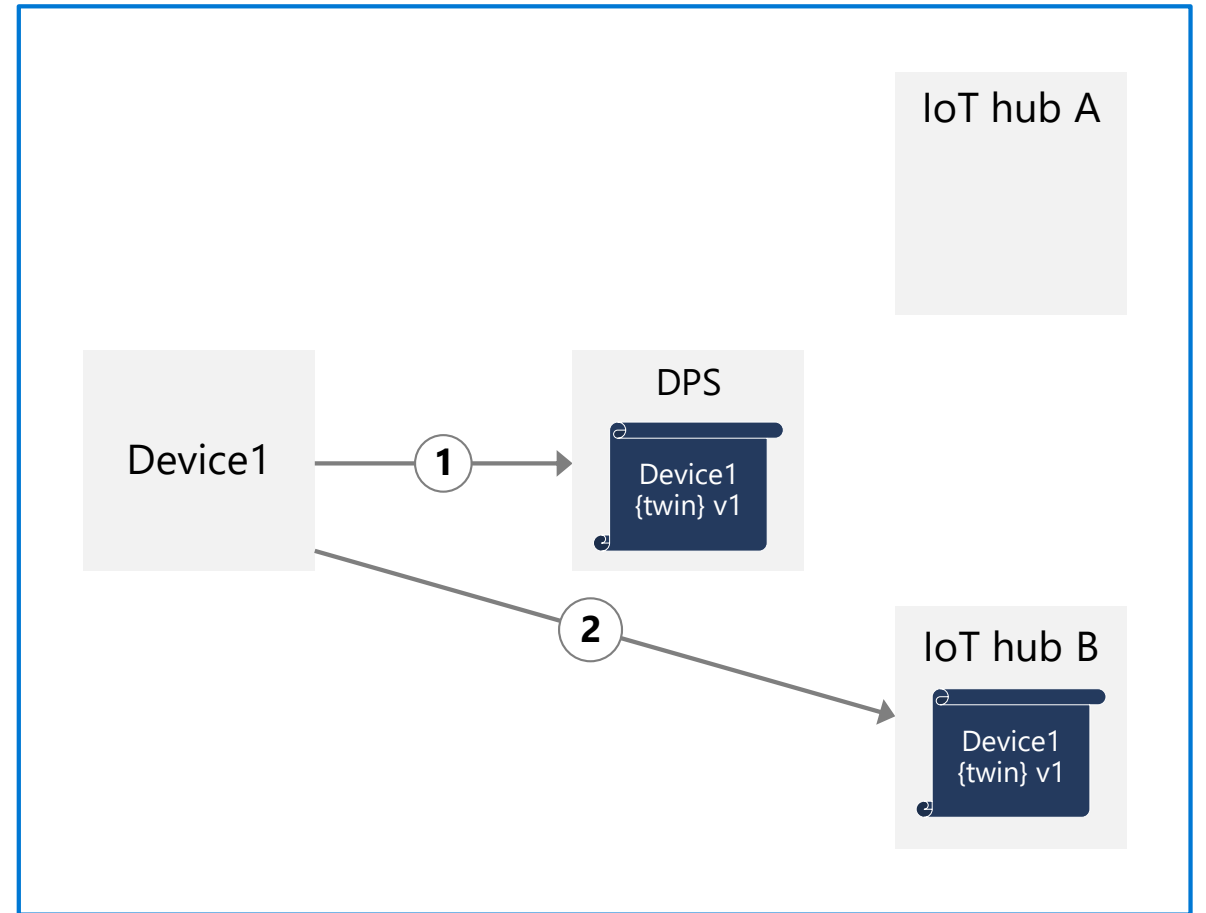 IoT hub A
DPS
Device1
{twin} v1
Device1
1
2
IoT hub B
Device1
{twin} v1